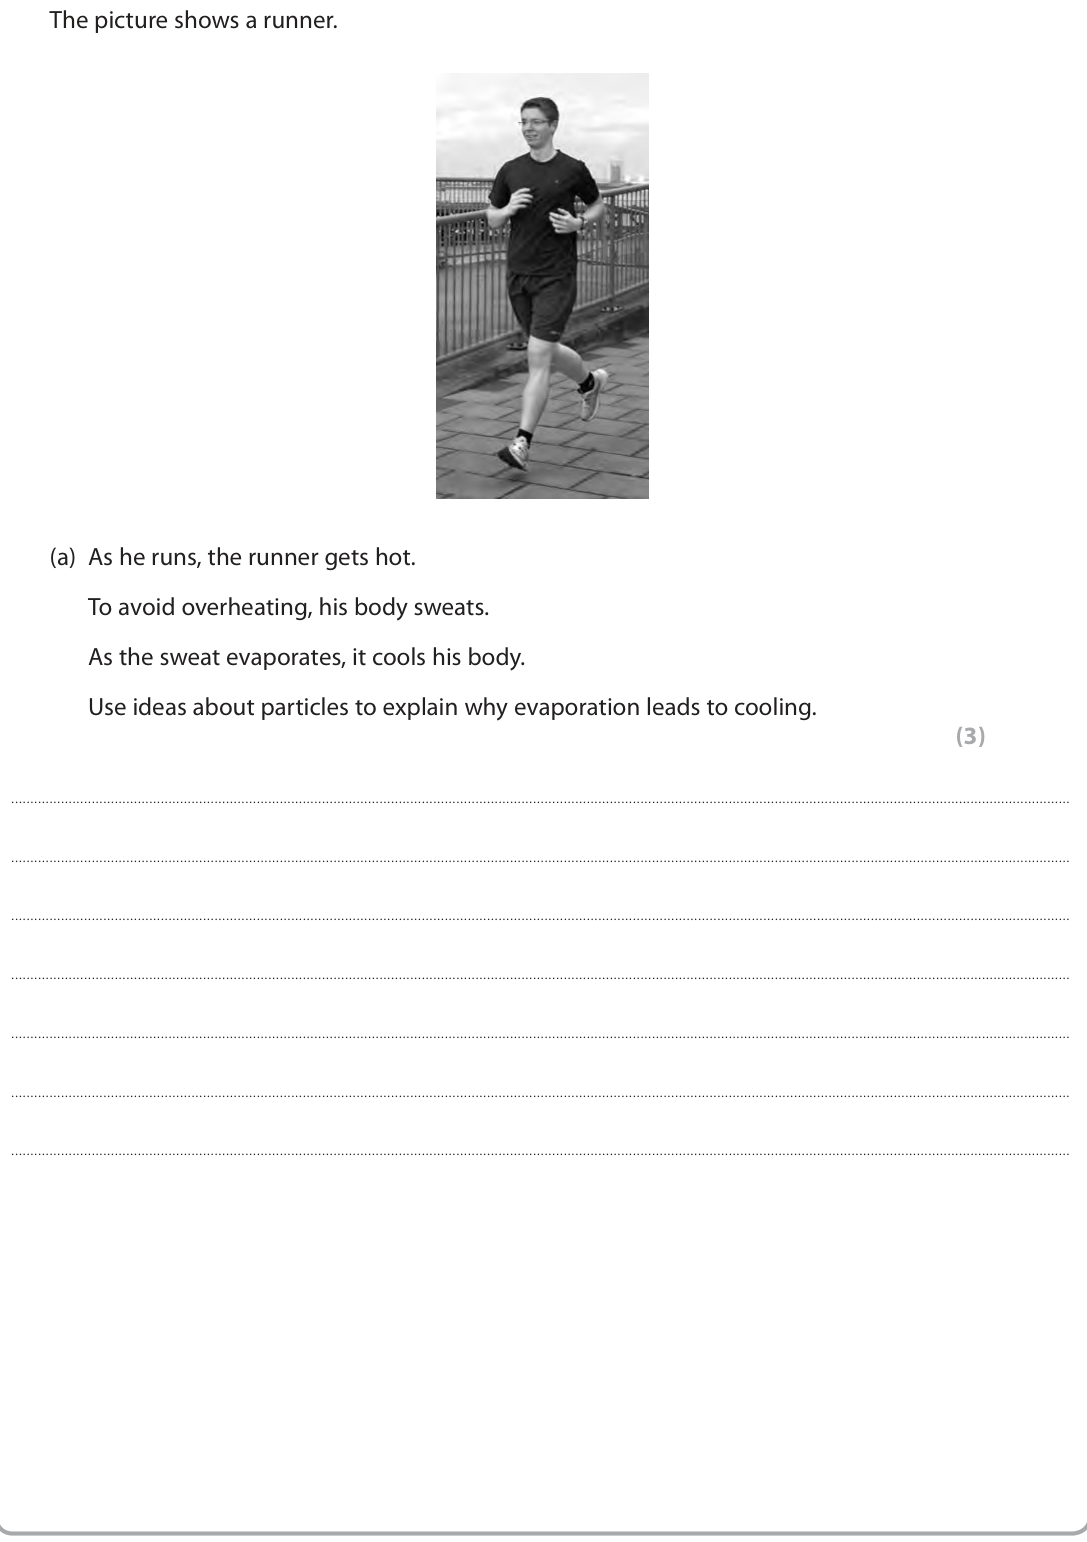 The picture shows a runner.
(a) As he runs, the runner gets hot.
To avoid overheating, his body sweats.
As the sweat evaporates, it cools his body.
Use ideas about particles to explain why evaporation leads to cooling.
(3)